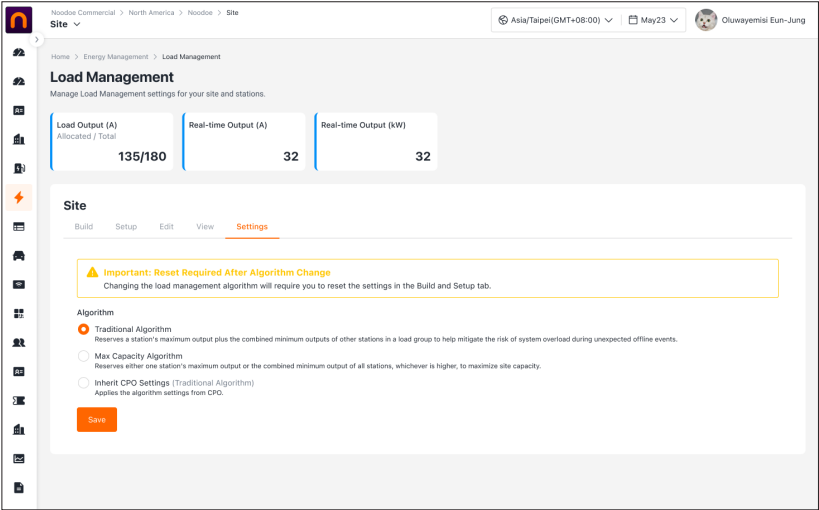 Noodoe Commercial > North America > Noodoe > Site
Site
Asia/Taipei(GMT+08:00)
May23
Oluwayemisi Eun-Jung
Home > Energy Management > Load Management
Load Management
Manage Load Management settings for your site and stations.
Load Output (A)
Allocated / Total
135/180
Real-time Output (A)
32
Real-time Output (kW)
32
Site
Build
Setup
Edit
View
Settings
Important: Reset Required After Algorithm Change
Changing the load management algorithm will require you to reset the settings in the Build and Setup tab.
Algorithm
Traditional Algorithm
Reserves a station's maximum output plus the combined minimum outputs of other stations in a load group to help mitigate the risk of system overload during unexpected offline events.
Max Capacity Algorithm
Reserves either one station's maximum output or the combined minimum output of all stations, whichever is higher, to maximize site capacity.
Inherit CPO Settings (Traditional Algorithm)
Applies the algorithm settings from CPO.
Save